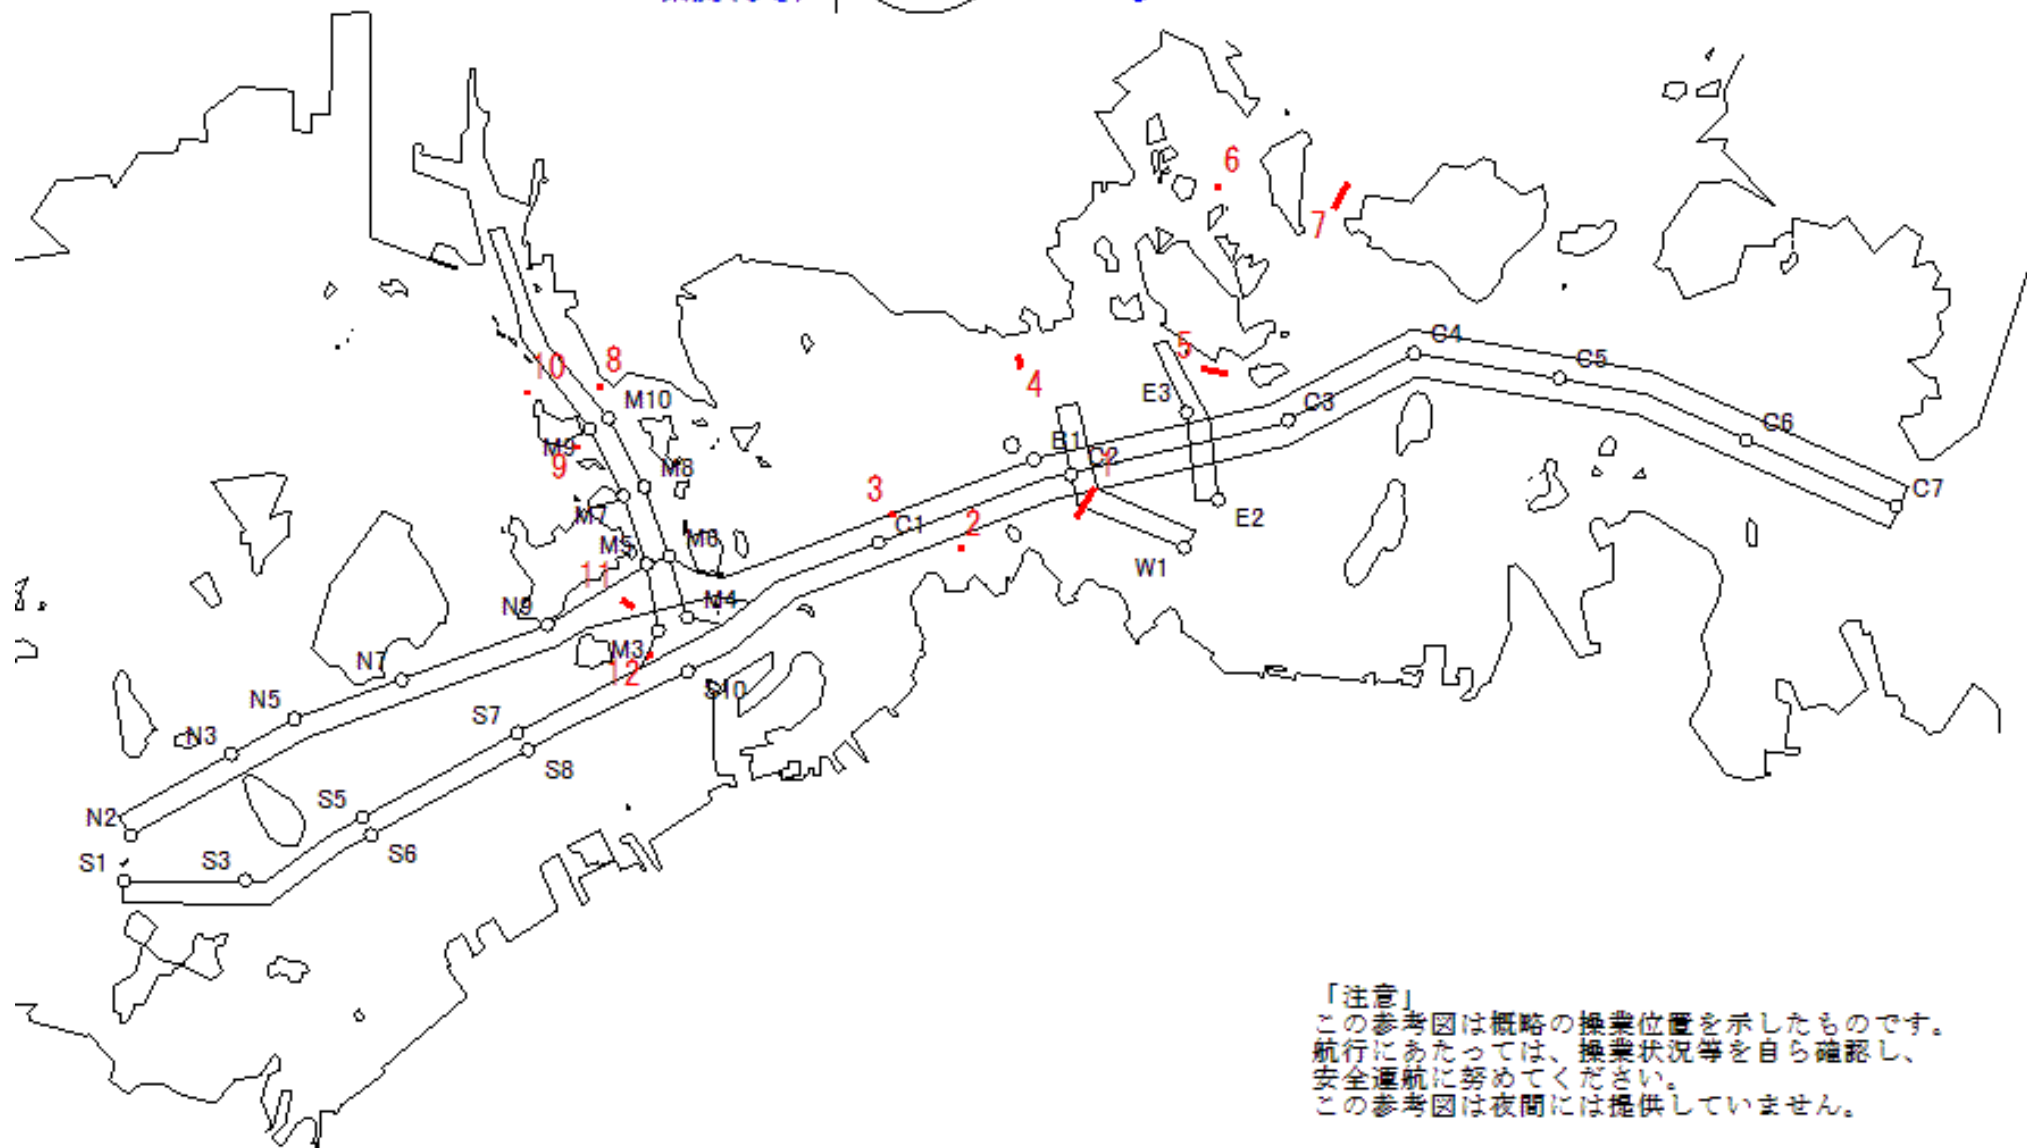 6
7
C4
5
C5
10
8
4
M10
E3
C3
C6
B1
M9
C2
1
9
M8
3
C7
M7
C1
2
E2
M5
M6
W1
11
N9
M4
M3
N7
12
S10
N5
S7
N3
S8
S5
N2
S6
S1
S3
「注意」
この参考図は概略の操業位置を示したものです。
航行にあたっては、操業状況等を自ら確認し、
安全運航に努めてください。
この参考図は夜間には提供していません。